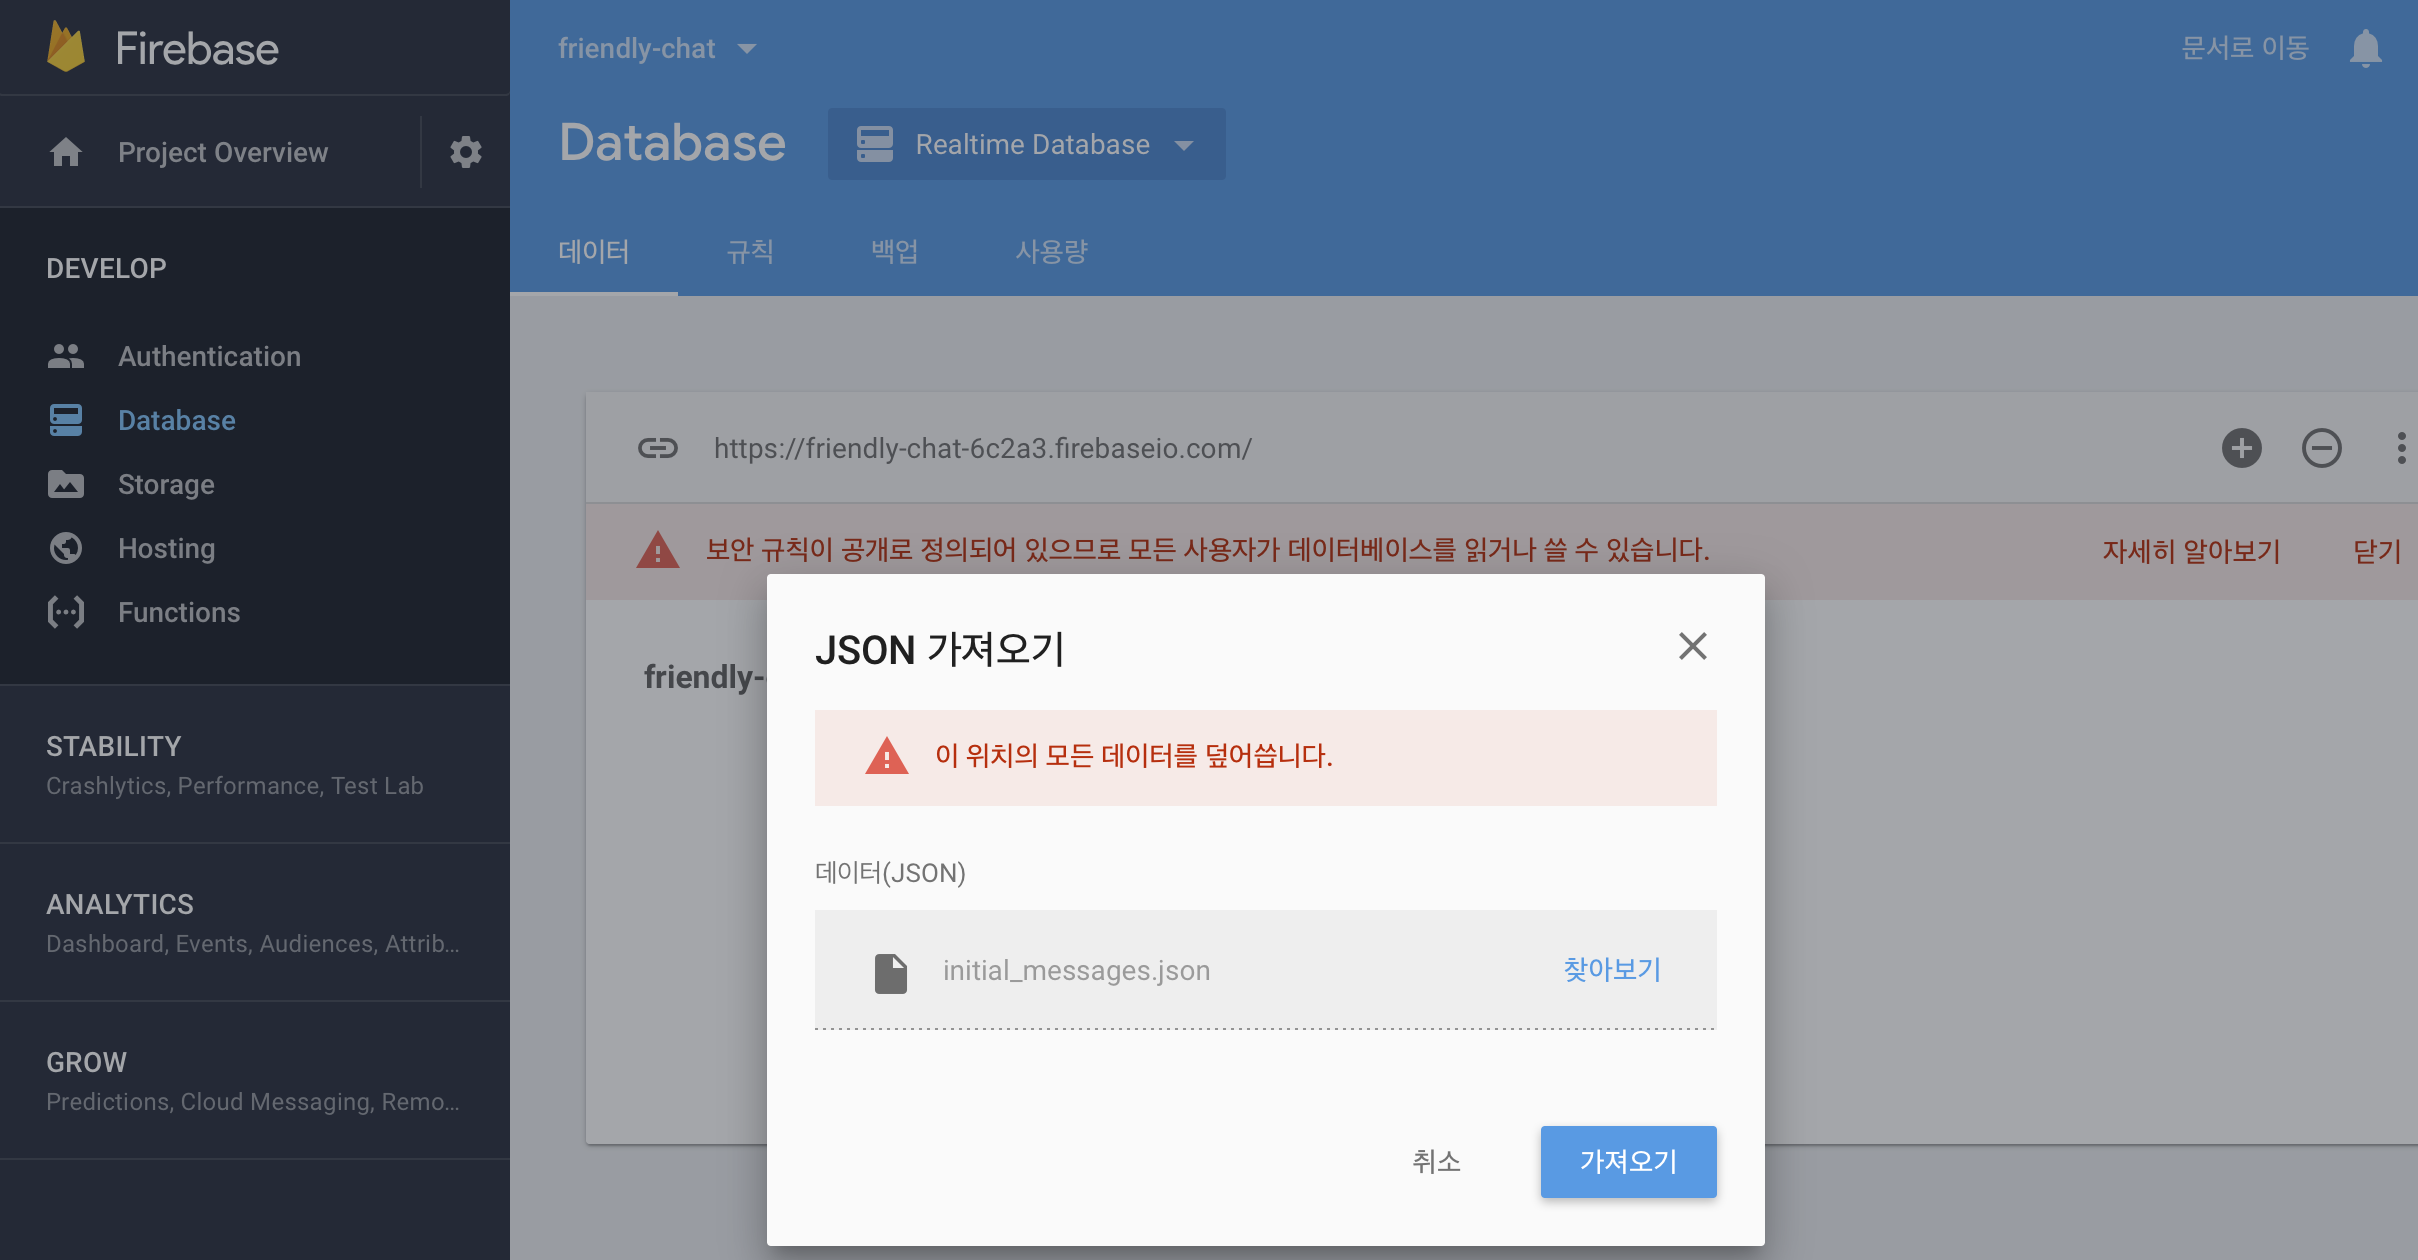 Firebase
Project Overview
DEVELOP
Authentication
Database
Storage
Hosting
Functions
STABILITY
Crashlytics, Performance, Test Lab
ANALYTICS
Dashboard, Events, Audiences, Attrib...
GROW
Predictions, Cloud Messaging, Remo...
friendly-chat
문서로 이동
Database
Realtime Database
데이터 규칙 백업 사용량
https://friendly-chat-6c2a3.firebaseio.com/
보안 규칙이 공개로 정의되어 있으므로 모든 사용자가 데이터베이스를 읽거나 쓸 수 있습니다. 자세히 알아보기 닫기
friendly-
JSON 가져오기
이 위치의 모든 데이터를 덮어씁니다.
데이터(JSON)
initial_messages.json 찾아보기
취소 가져오기